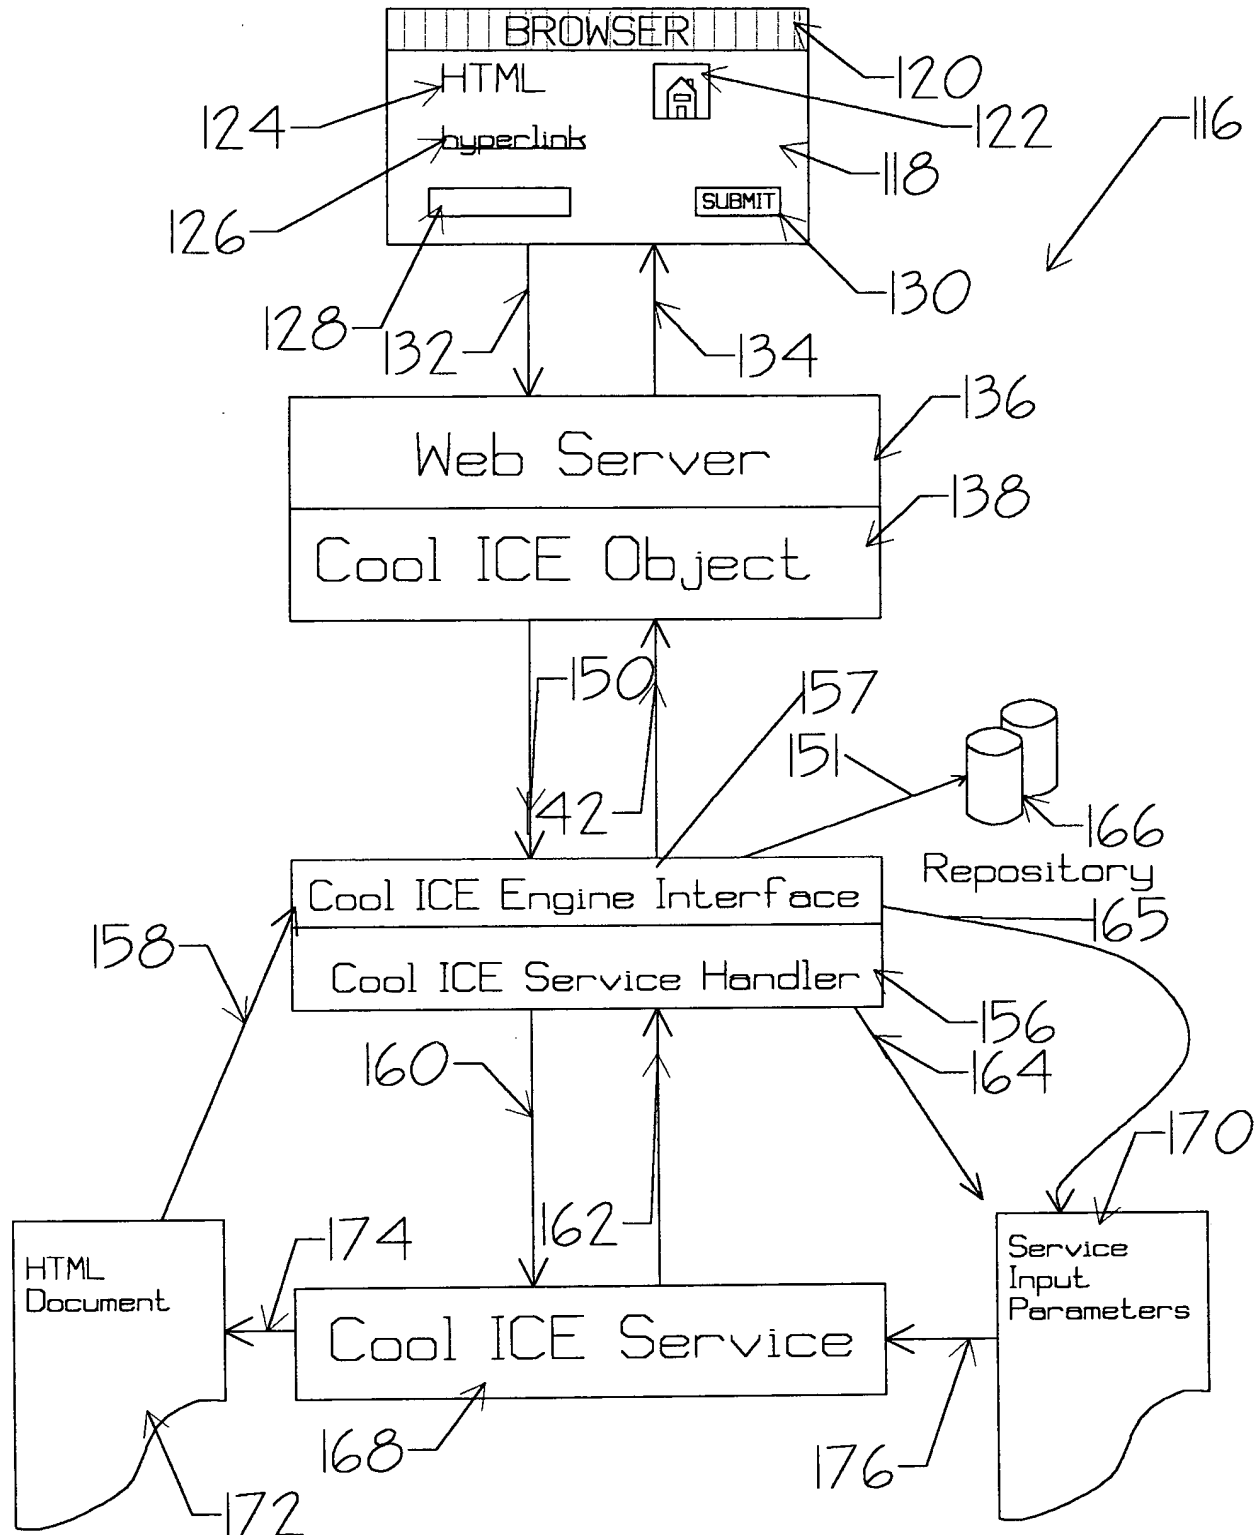 BROWSER
HTML
120
124
122
116
hyperlink
118
SUBMIT
126
130
128
132
134
136
Web Server
138
Cool ICE Object
150
157
151
42
166
Repository
Cool ICE Engine Interface
165
158
Cool ICE Service Handler
156
160
164
170
162
174
Service
Input
Parameters
HTML
Document
Cool ICE Service
168
176
172